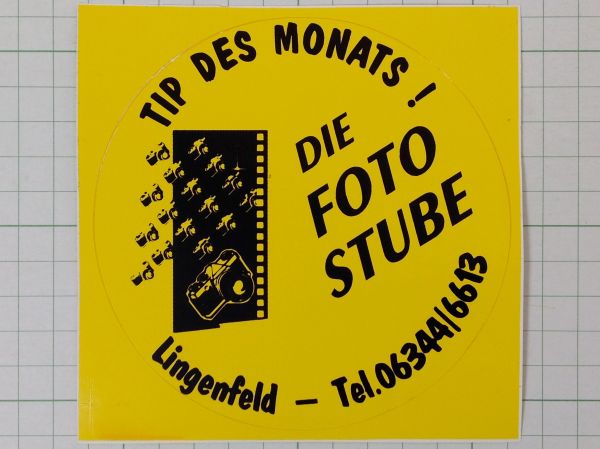 TIP DES MONATS !
DIE
FOTO
STUBE
Lingenfeld – Tel.06344/6613